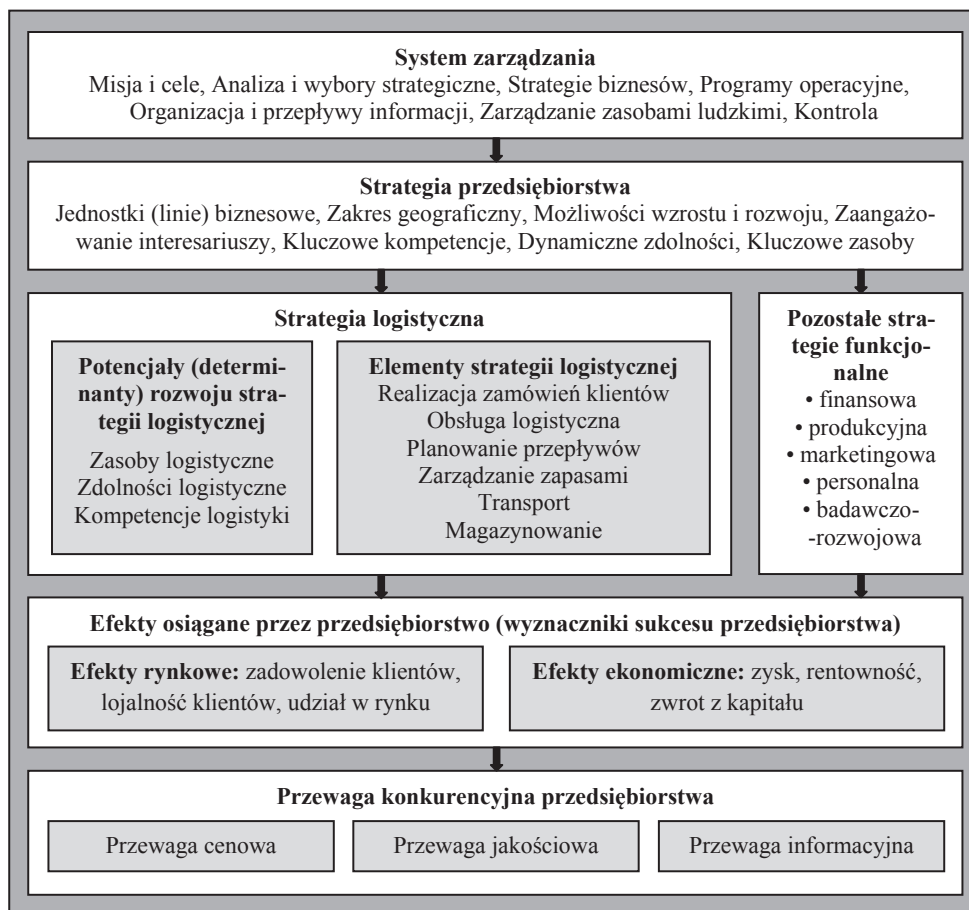 System zarządzania
Misja i cele, Analiza i wybory strategiczne, Strategie biznesów, Programy operacyjne,
Organizacja i przepływy informacji, Zarządzanie zasobami ludzkimi, Kontrola
Strategia przedsiębiorstwa
Jednostki (linie) biznesowe, Zakres geograficzny, Możliwości wzrostu i rozwoju, Zaangażo-
wanie interesariuszy, Kluczowe kompetencje, Dynamiczne zdolności, Kluczowe zasoby
Strategia logistyczna
Potencjały (determi-
nanty) rozwoju stra-
tegii logistycznej
Zasoby logistyczne
Zdolności logistyczne
Kompetencje logistyki
Elementy strategii logistycznej
Realizacja zamówień klientów
Obsługa logistyczna
Planowanie przepływów
Zarządzanie zapasami
Transport
Magazynowanie
Pozostałe stra-
tegie funkcjo-
nalne
• finansowa
• produkcyjna
• marketingowa
• personalna
• badawczo-
-rozwojowa
Efekty osiągane przez przedsiębiorstwo (wyznaczniki sukcesu przedsiębiorstwa)
Efekty rynkowe: zadowolenie klientów,
lojalność klientów, udział w rynku
Efekty ekonomiczne: zysk, rentowność,
zwrot z kapitału
Przewaga konkurencyjna przedsiębiorstwa
Przewaga cenowa
Przewaga jakościowa
Przewaga informacyjna